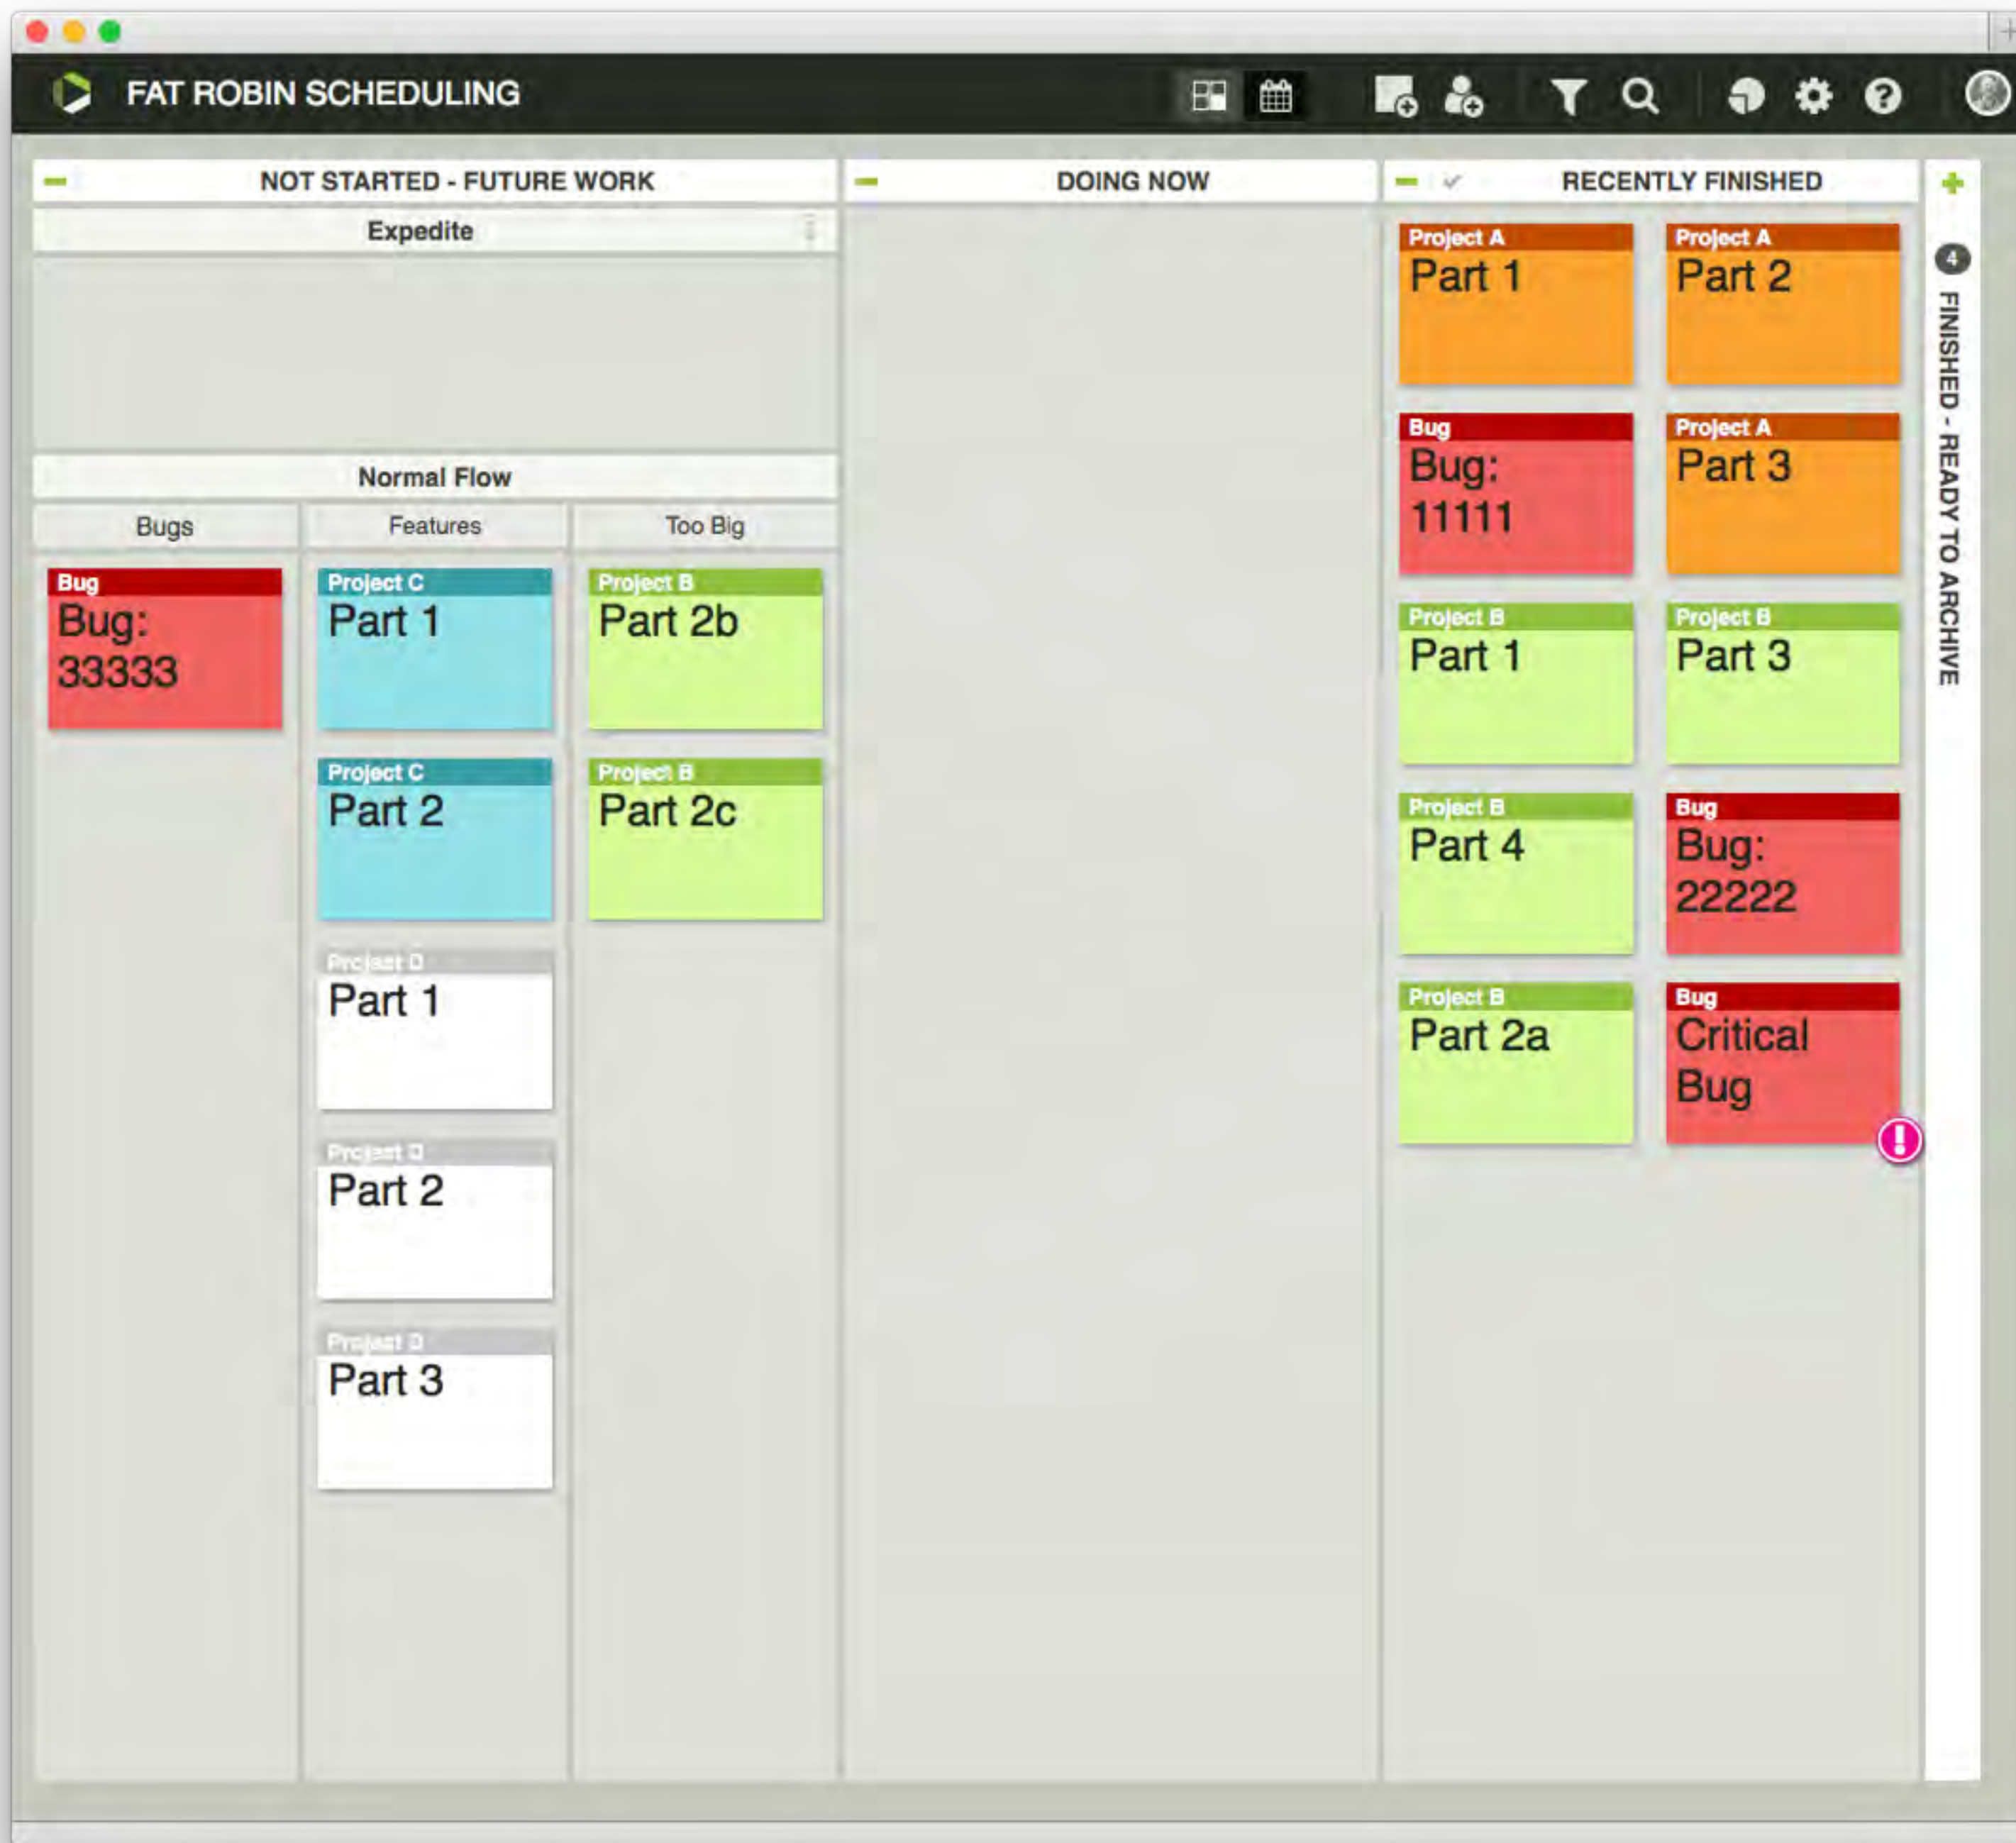 FAT ROBIN SCHEDULING
NOT STARTED - FUTURE WORK
Expedite
Normal Flow
Bugs
Features
Too Big
Bug
Bug:
33333
Project C
Part 1
Project C
Part 2
Project D
Part 1
Project D
Part 2
Project D
Part 3
Project B
Part 2b
Project B
Part 2c
DOING NOW
RECENTLY FINISHED
Project A
Part 1
Project A
Part 2
Bug
Bug:
11111
Project A
Part 3
Project B
Part 1
Project B
Part 3
Project B
Part 4
Bug
Bug:
22222
Project B
Part 2a
Bug
Critical
Bug
4
FINISHED - READY TO ARCHIVE